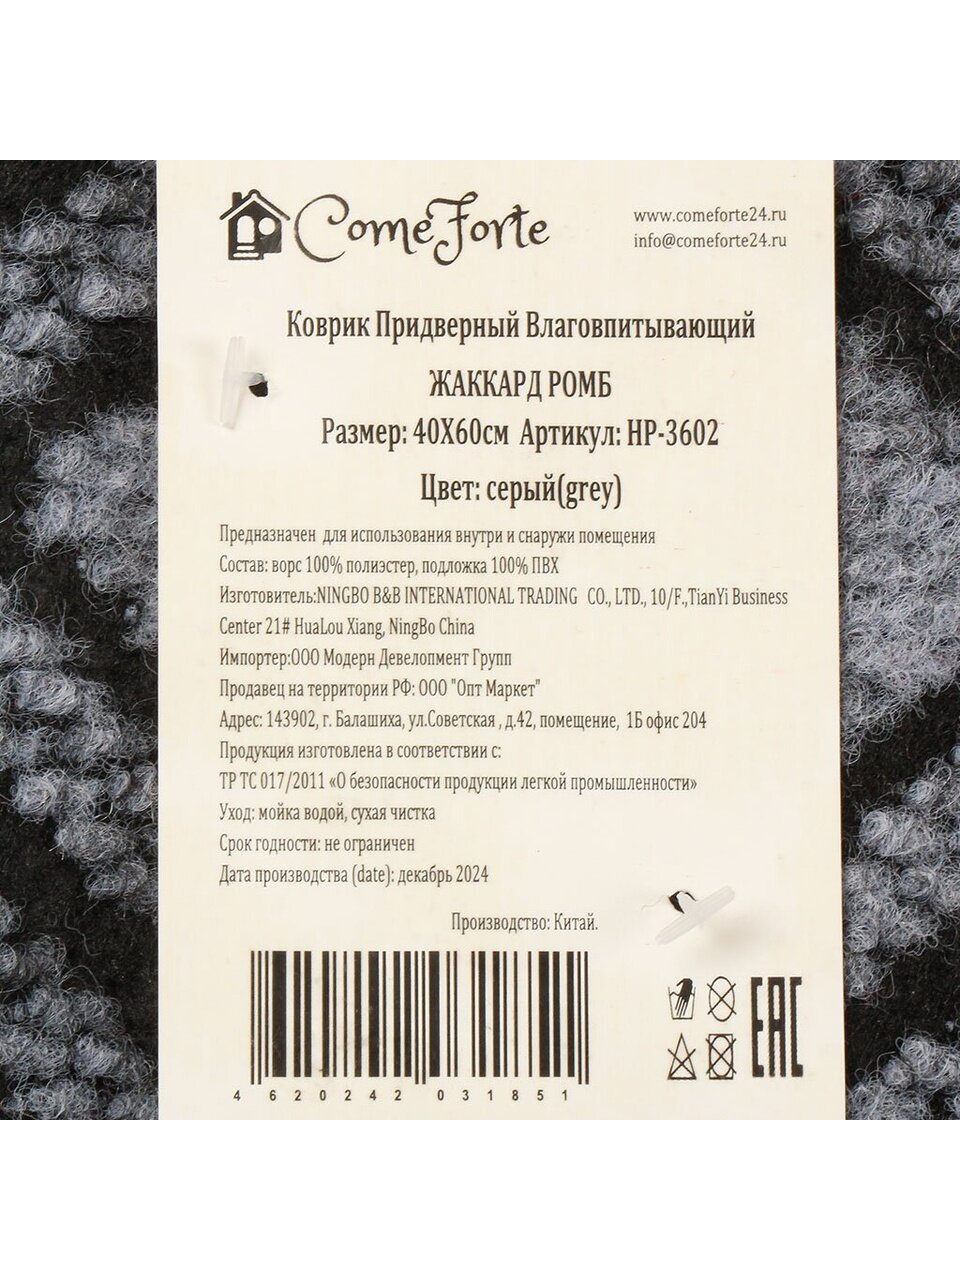 ComeForte
www.comeforte24.ru
info@comeforte24.ru
Коврик Придверный Влаговпитывающий
ЖАККАРД РОМБ
Размер: 40Х60см Артикул: НР-3602
Цвет: серый(grey)
Предназначен для использования внутри и снаружи помещения
Состав: ворс 100% полиэстер, подложка 100% ПВХ
Изготовитель:NINGBO B&B INTERNATIONAL TRADING CO., LTD., 10/F.,TianYi Business
Center 21# HuaLou Xiang, NingBo China
Импортер:ООО Модерн Девелопмент Групп
Продавец на территории РФ: ООО "Опт Маркет"
Адрес: 143902, г. Балашиха, ул.Советская , д.42, помещение, 1Б офис 204
Продукция изготовлена в соответствии с:
ТР ТС 017/2011 «О безопасности продукции легкой промышленности»
Уход: мойка водой, сухая чистка
Срок годности: не ограничен
Дата производства (date): декабрь 2024
Производство: Китай.
4 620242 031851
EAC